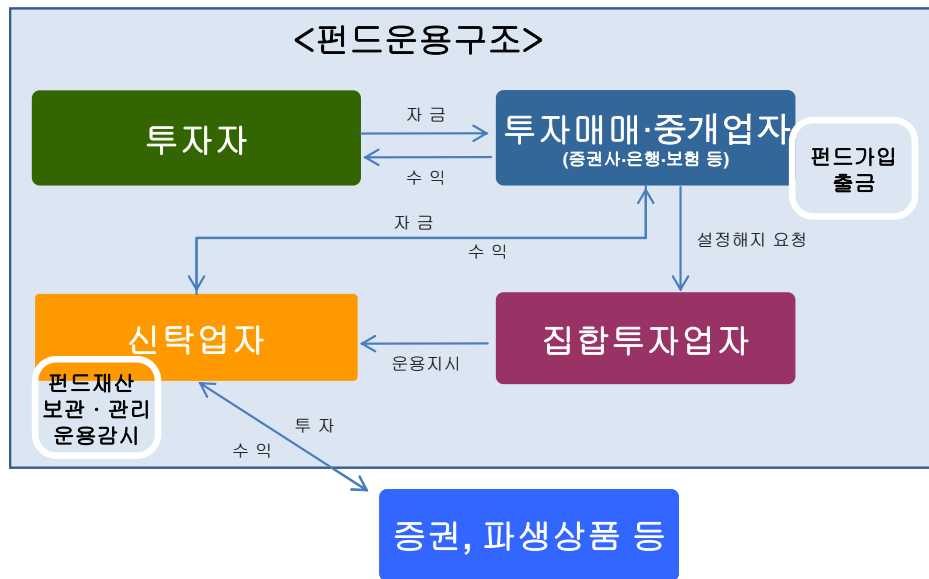 <펀드운용구조>
투자자
자 금
수 익
투자매매·중개업자
(증권사·은행·보험 등)
펀드가입
출금
자 금
수 익
설정해지 요청
신탁업자
펀드재산
보관 · 관리
운용감시
운용지시
집합투자업자
투 자
수 익
증권, 파생상품 등